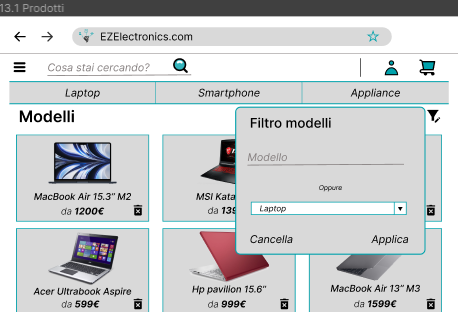 13.1 Prodotti
EZElectronics.com
Cosa stai cercando?
Laptop Smartphone Appliance
Modelli
Filtro modelli
Modello
Oppure
Laptop
Cancella Applica
MacBook Air 15.3” M2
da 1200€
MSI Kata
da 139
Acer Ultrabook Aspire
da 599€
Hp pavilion 15.6”
da 999€
MacBook Air 13” M3
da 1599€